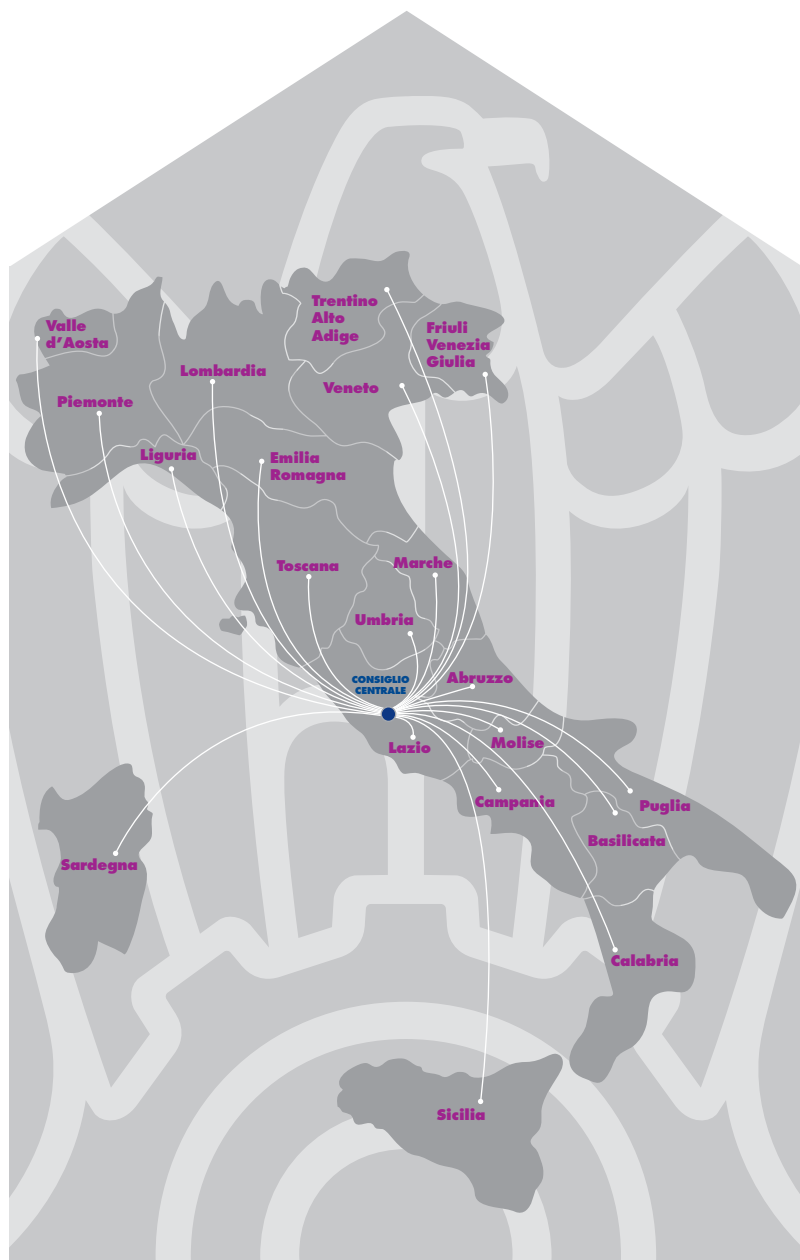 Trentino
Alto
Adige
Valle
d'Aosta
Friuli
Venezia
Giulia
Lombardia
Veneto
Piemonte
Liguria
Emilia
Romagna
Toscana
Marche
Umbria
CONSIGLIO
CENTRALE
Abruzzo
Lazio
Molise
Campania
Puglia
Basilicata
Sardegna
Calabria
Sicilia